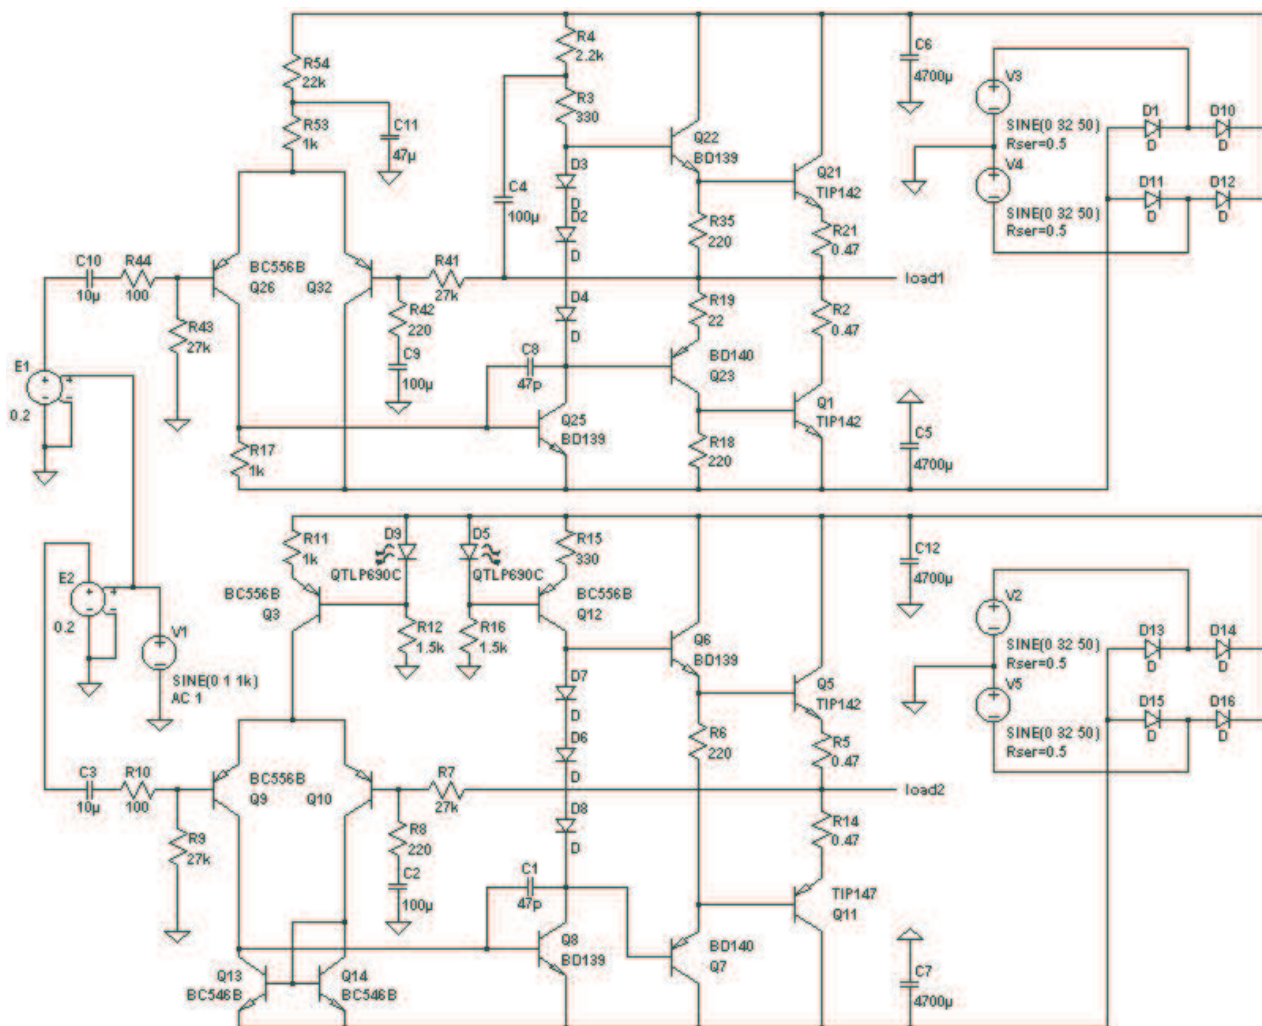 R54
22k
R53
1k
C11
47µ
R4
2.2k
R3
330
C4
100µ
D3
D
D2
D
D4
D
Q22
BD139
Q21
TIP142
R35
220
R21
0.47
C6
4700µ
V3
SINE(0 32 50)
Rser=0.5
V4
SINE(0 32 50)
Rser=0.5
D1
D
D10
D
D11
D
D12
D
C10
10µ
R44
100
BC556B
Q26
Q32
R41
27k
load1
R43
27k
R42
220
C9
100µ
R19
22
R2
0.47
E1
0.2
C8
47p
BD140
Q23
Q25
BD139
Q1
TIP142
R17
1k
R18
220
C5
4700µ
R11
1k
D9
QTLP690C
D5
QTLP690C
R15
330
C12
4700µ
E2
0.2
V1
SINE(0 1 1k)
AC 1
BC556B
Q3
R12
1.5k
R16
1.5k
BC556B
Q12
Q6
BD139
Q5
TIP142
V2
SINE(0 32 50)
Rser=0.5
V5
SINE(0 32 50)
Rser=0.5
D13
D
D14
D
D15
D
D16
D
D7
D
D6
D
D8
D
R6
220
R5
0.47
C3
10µ
R10
100
BC556B
Q9
Q10
R7
27k
load2
R9
27k
R8
220
C2
100µ
R14
0.47
C1
47p
TIP147
Q11
Q8
BD139
BD140
Q7
Q13
BC546B
Q14
BC546B
C7
4700µ